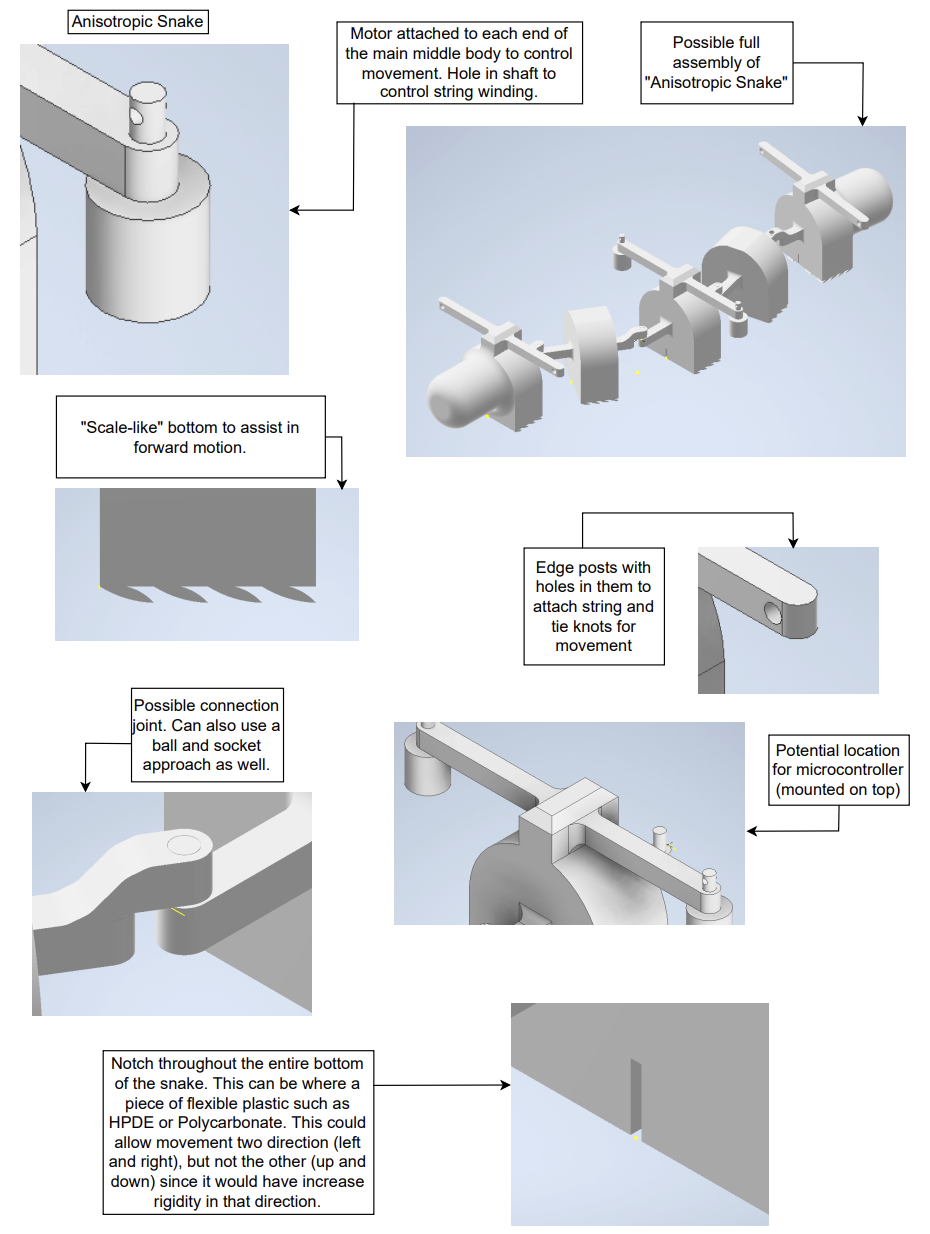 Anisotropic Snake
Motor attached to each end of
the main middle body to control
movement. Hole in shaft to
control string winding.
Possible full
assembly of
"Anisotropic Snake"
"Scale-like" bottom to assist in
forward motion.
Edge posts with
holes in them to
attach string and
tie knots for
movement
Possible connection
joint. Can also use a
ball and socket
approach as well.
Potential location
for microcontroller
(mounted on top)
Notch throughout the entire bottom
of the snake. This can be where a
piece of flexible plastic such as
HPDE or Polycarbonate. This could
allow movement two direction (left
and right), but not the other (up and
down) since it would have increase
rigidity in that direction.